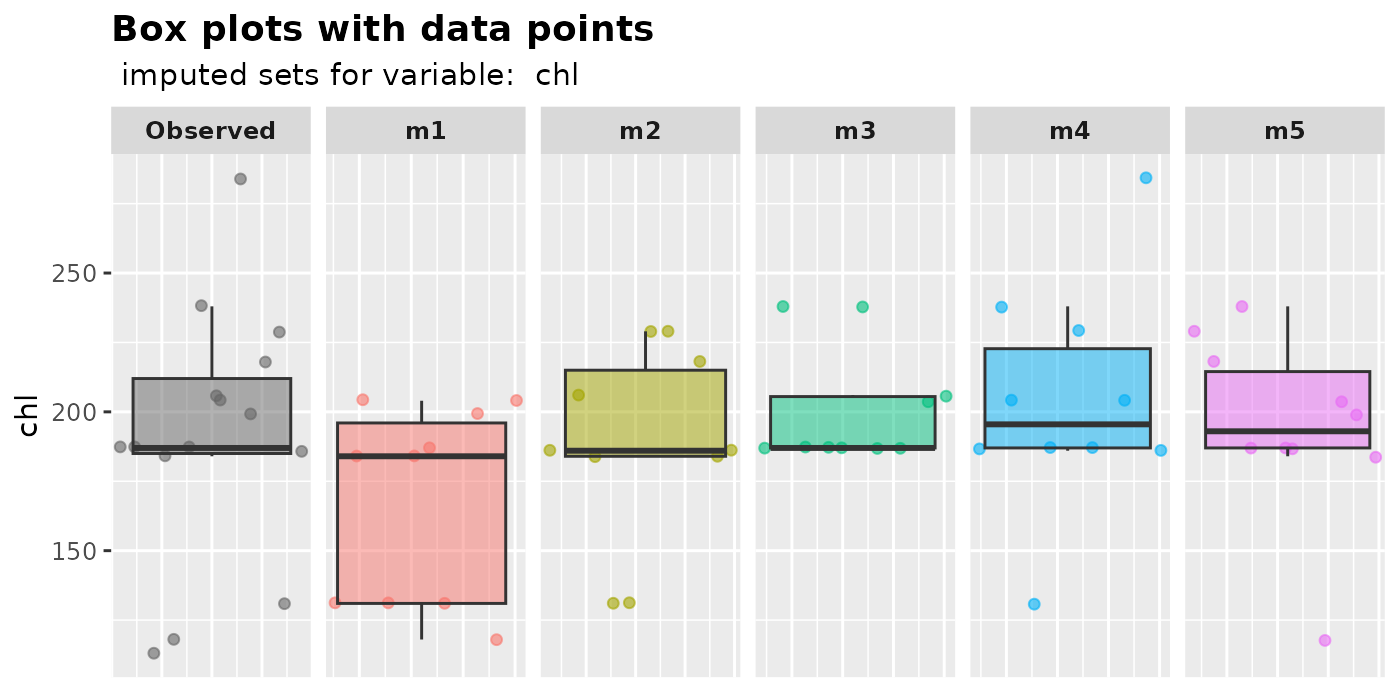 Box plots with data points
imputed sets for variable:  chl
Observed
m1
m2
m3
m4
m5
chl
250
200
150